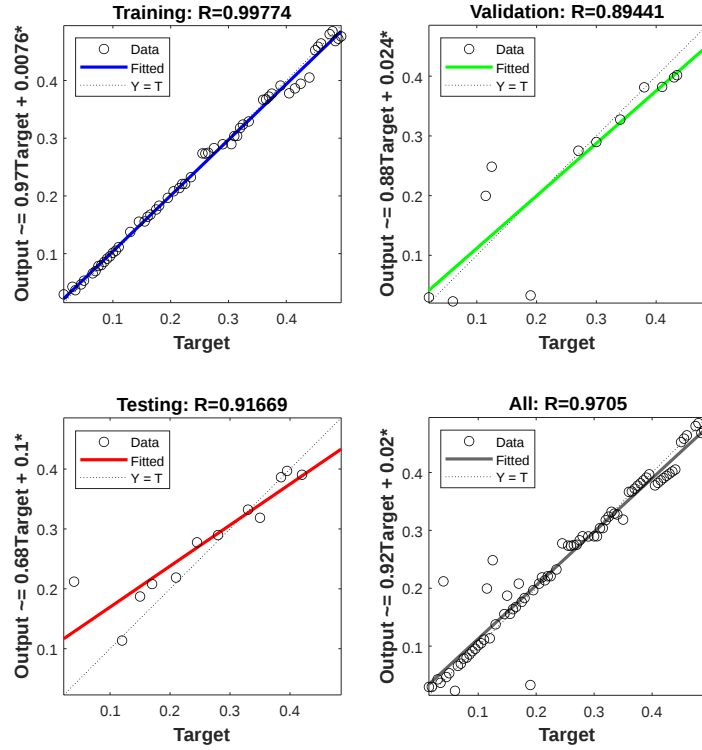 Training: R=0.99774
Output ~= 0.97Target + 0.0076*
Data
Fitted
Y = T
0.4
0.3
0.2
0.1
0.1
0.2
0.3
0.4
Target
Validation: R=0.89441
Output ~= 0.88Target + 0.024*
Data
Fitted
Y = T
0.4
0.3
0.2
0.1
0.1
0.2
0.3
0.4
Target
Testing: R=0.91669
Output ~= 0.68Target + 0.1*
Data
Fitted
Y = T
0.4
0.3
0.2
0.1
0.1
0.2
0.3
0.4
Target
All: R=0.9705
Output ~= 0.92Target + 0.02*
Data
Fitted
Y = T
0.4
0.3
0.2
0.1
0.1
0.2
0.3
0.4
Target